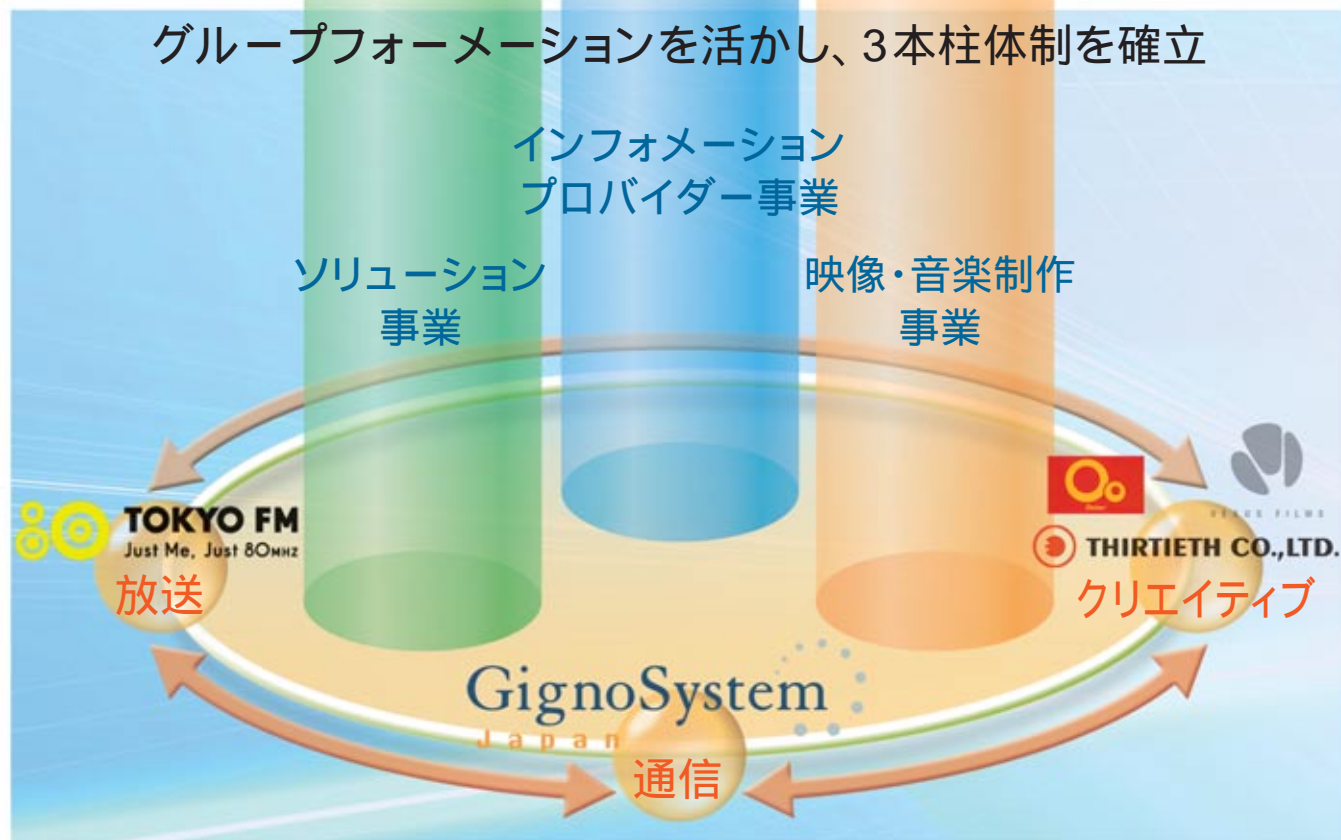 グループフォーメーションを活かし、3本柱体制を確立
インフォメーション
プロバイダー事業
ソリューション
事業
映像・音楽制作
事業
TOKYO FM
Just Me, Just 80MHZ
放送
THIRTIETH CO.,LTD.
クリエイティブ
GignoSystem
Japan
通信